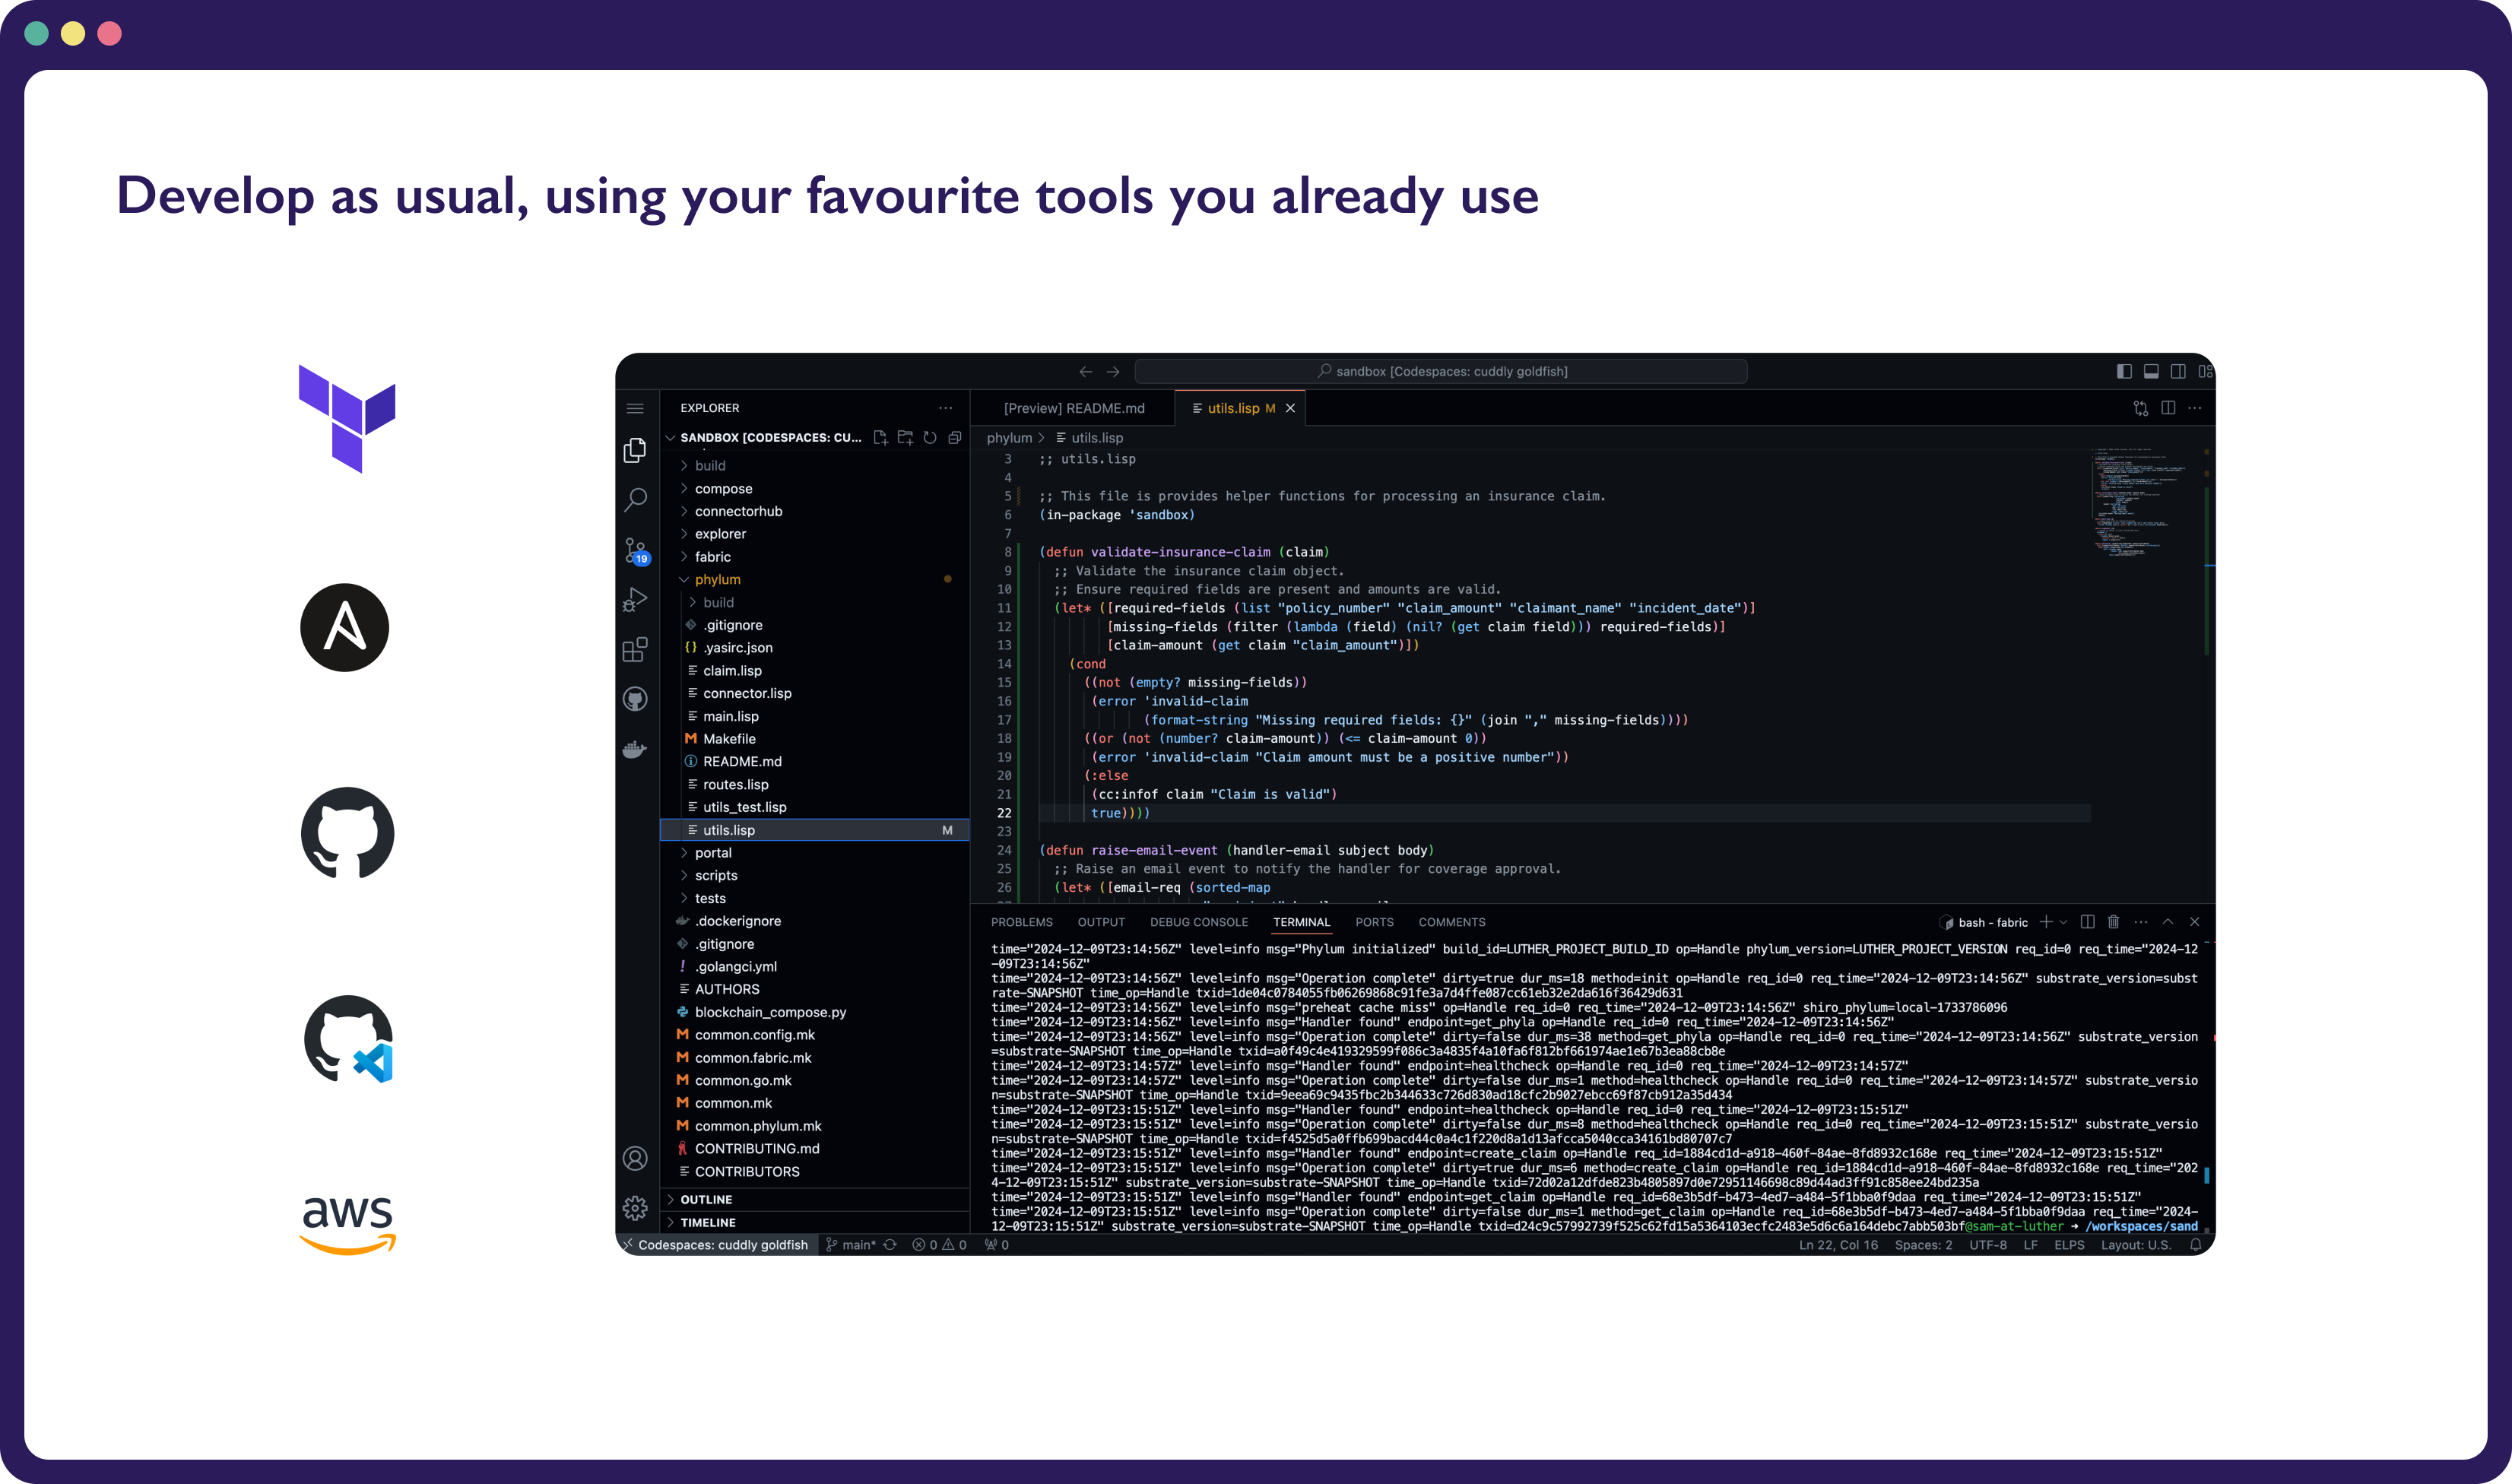 Develop as usual, using your favourite tools you already use
aws
sandbox [Codespaces: cuddly goldfish]
EXPLORER
SANDBOX [CODESPACES: CU...
build
compose
connectorhub
explorer
fabric
phylum
build
.gitignore
.yasirc.json
claim.lisp
connector.lisp
main.lisp
Makefile
README.md
routes.lisp
utils_test.lisp
utils.lisp M
portal
scripts
tests
.dockerignore
.gitignore
.golangci.yml
AUTHORS
blockchain_compose.py
common.config.mk
common.fabric.mk
common.go.mk
common.mk
common.phylum.mk
CONTRIBUTING.md
CONTRIBUTORS
OUTLINE
TIMELINE
19
[Preview] README.md
utils.lisp M
phylum > utils.lisp
3 ;; utils.lisp
4
5 ;; This file is provides helper functions for processing an insurance claim.
6 (in-package 'sandbox)
7
8 (defun validate-insurance-claim (claim)
9 ;; Validate the insurance claim object.
10 ;; Ensure required fields are present and amounts are valid.
11 (let* ([required-fields (list "policy_number" "claim_amount" "claimant_name" "incident_date")]
12 [missing-fields (filter (lambda (field) (nil? (get claim field))) required-fields)]
13 [claim-amount (get claim "claim_amount")])
14 (cond
15 ((not (empty? missing-fields))
16 (error 'invalid-claim
17 (format-string "Missing required fields: {}" (join "," missing-fields))))
18 ((or (not (number? claim-amount)) (<= claim-amount 0))
19 (error 'invalid-claim "Claim amount must be a positive number"))
20 (:else
21 (cc:infof claim "Claim is valid")
22 true))))
23
24 (defun raise-email-event (handler-email subject body)
25 ;; Raise an email event to notify the handler for coverage approval.
26 (let* ([email-req (sorted-map
PROBLEMS OUTPUT DEBUG CONSOLE TERMINAL PORTS COMMENTS
bash - fabric
time="2024-12-09T23:14:56Z" level=info msg="Phylum initialized" build_id=LUTHER_PROJECT_BUILD_ID op=Handle phylum_version=LUTHER_PROJECT_VERSION req_id=0 req_time="2024-12
-09T23:14:56Z"
time="2024-12-09T23:14:56Z" level=info msg="Operation complete" dirty=true dur_ms=18 method=init op=Handle req_id=0 req_time="2024-12-09T23:14:56Z" substrate_version=subst
rate-SNAPSHOT time_op=Handle txid=1de04c0784055fb06269868c91fe3a7d4ffe087cc61eb32e2da616f36429d631
time="2024-12-09T23:14:56Z" level=info msg="preheat cache miss" op=Handle req_id=0 req_time="2024-12-09T23:14:56Z" shiro_phylum=local-1733786096
time="2024-12-09T23:14:56Z" level=info msg="Handler found" endpoint=get_phyla op=Handle req_id=0 req_time="2024-12-09T23:14:56Z"
time="2024-12-09T23:14:56Z" level=info msg="Operation complete" dirty=false dur_ms=38 method=get_phyla op=Handle req_id=0 req_time="2024-12-09T23:14:56Z" substrate_version
=substrate-SNAPSHOT time_op=Handle txid=a0f49c4e419329599f086c3a4835f4a10fa6f812bf661974ae1e67b3ea88cb8e
time="2024-12-09T23:14:57Z" level=info msg="Handler found" endpoint=healthcheck op=Handle req_id=0 req_time="2024-12-09T23:14:57Z"
time="2024-12-09T23:14:57Z" level=info msg="Operation complete" dirty=false dur_ms=1 method=healthcheck op=Handle req_id=0 req_time="2024-12-09T23:14:57Z" substrate_versio
n=substrate-SNAPSHOT time_op=Handle txid=9eea69c9435fbc2b344633c726d830ad18cfc2b9027ebcc69f87cb912a35d434
time="2024-12-09T23:15:51Z" level=info msg="Handler found" endpoint=healthcheck op=Handle req_id=0 req_time="2024-12-09T23:15:51Z"
time="2024-12-09T23:15:51Z" level=info msg="Operation complete" dirty=false dur_ms=8 method=healthcheck op=Handle req_id=0 req_time="2024-12-09T23:15:51Z" substrate_versio
n=substrate-SNAPSHOT time_op=Handle txid=f4525d5a0ffb699bacd44c0a4c1f220d8a1d13afcca5040cca34161bd80707c7
time="2024-12-09T23:15:51Z" level=info msg="Handler found" endpoint=create_claim op=Handle req_id=1884cd1d-a918-460f-84ae-8fd8932c168e req_time="2024-12-09T23:15:51Z"
time="2024-12-09T23:15:51Z" level=info msg="Operation complete" dirty=true dur_ms=6 method=create_claim op=Handle req_id=1884cd1d-a918-460f-84ae-8fd8932c168e req_time="202
4-12-09T23:15:51Z" substrate_version=substrate-SNAPSHOT time_op=Handle txid=72d02a12dfde823b4805897d0e72951146698c89d44ad3ff91c858ee24bd235a
time="2024-12-09T23:15:51Z" level=info msg="Handler found" endpoint=get_claim op=Handle req_id=68e3b5df-b473-4ed7-a484-5f1bba0f9daa req_time="2024-12-09T23:15:51Z"
time="2024-12-09T23:15:51Z" level=info msg="Operation complete" dirty=false dur_ms=1 method=get_claim op=Handle req_id=68e3b5df-b473-4ed7-a484-5f1bba0f9daa req_time="2024-
12-09T23:15:51Z" substrate_version=substrate-SNAPSHOT time_op=Handle txid=d24c9c57992739f525c62fd15a5364103ecfc2483e5d6c6a164debc7abb503bf@sam-at-luther ➜ /workspaces/sand
Codespaces: cuddly goldfish main* 0 0 0 Ln 22, Col 16 Spaces: 2 UTF-8 LF ELPS Layout: U.S.